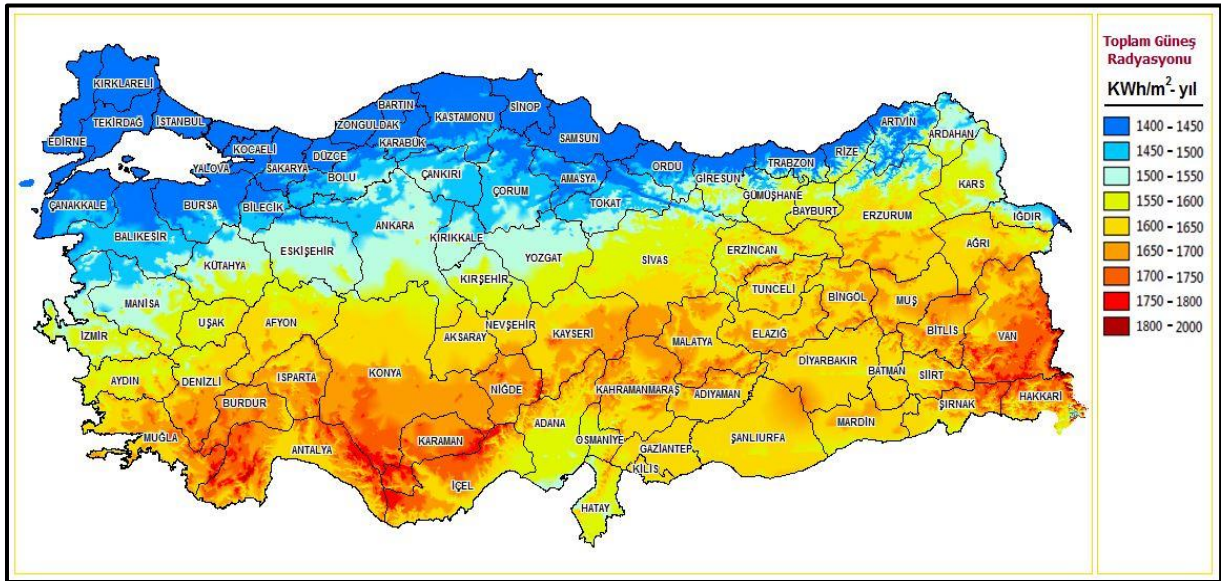 Toplam Güneş
Radyasyonu
KWh/m²- yıl
1400 - 1450
1450 - 1500
1500 - 1550
1550 - 1600
1600 - 1650
1650 - 1700
1700 - 1750
1750 - 1800
1800 - 2000
KIRKLARELİ
TEKİRDAĞ
İSTANBUL
EDİRNE
KOCAELİ
YALOVA
SAKARYA
DÜZCE
ZONGULDAK
BARTIN
KARABÜK
KASTAMONU
SİNOP
SAMSUN
BOLU
ÇANKIRI
ÇORUM
AMASYA
TOKAT
ORDU
GİRESUN
TRABZON
RİZE
ARTVİN
ARDAHAN
GÜMÜŞHANE
BAYBURT
ERZURUM
KARS
IĞDIR
ÇANAKKALE
BURSA
BİLECİK
BALIKESİR
KÜTAHYA
ESKİŞEHİR
ANKARA
KIRIKKALE
YOZGAT
SİVAS
ERZİNCAN
AĞRI
MANİSA
UŞAK
AFYON
KIRŞEHİR
TUNCELİ
BİNGÖL
MUŞ
İZMİR
AKSARAY
NEVŞEHİR
KAYSERİ
MALATYA
ELAZIĞ
BİTLİS
VAN
AYDIN
DENİZLİ
ISPARTA
KONYA
NİĞDE
KAHRAMANMARAŞ
ADIYAMAN
DİYARBAKIR
BATMAN
SİİRT
HAKKARİ
ŞIRNAK
BURDUR
MUĞLA
ANTALYA
KARAMAN
İÇEL
ADANA
OSMANİYE
GAZİANTEP
KİLİS
ŞANLIURFA
MARDİN
HATAY